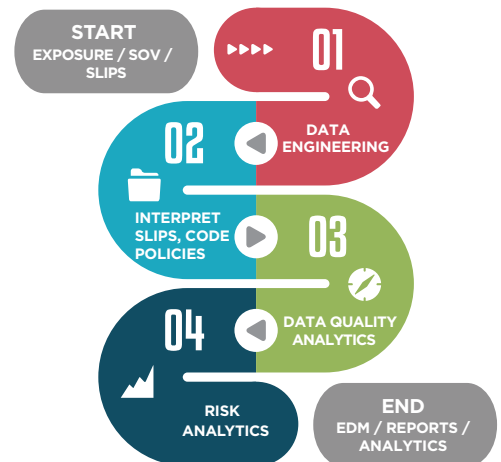 START
EXPOSURE / SOV /
SLIPS
01
DATA
ENGINEERING
02
INTERPRET
SLIPS, CODE
POLICIES
03
DATA QUALITY
ANALYTICS
04
RISK
ANALYTICS
END
EDM / REPORTS /
ANALYTICS